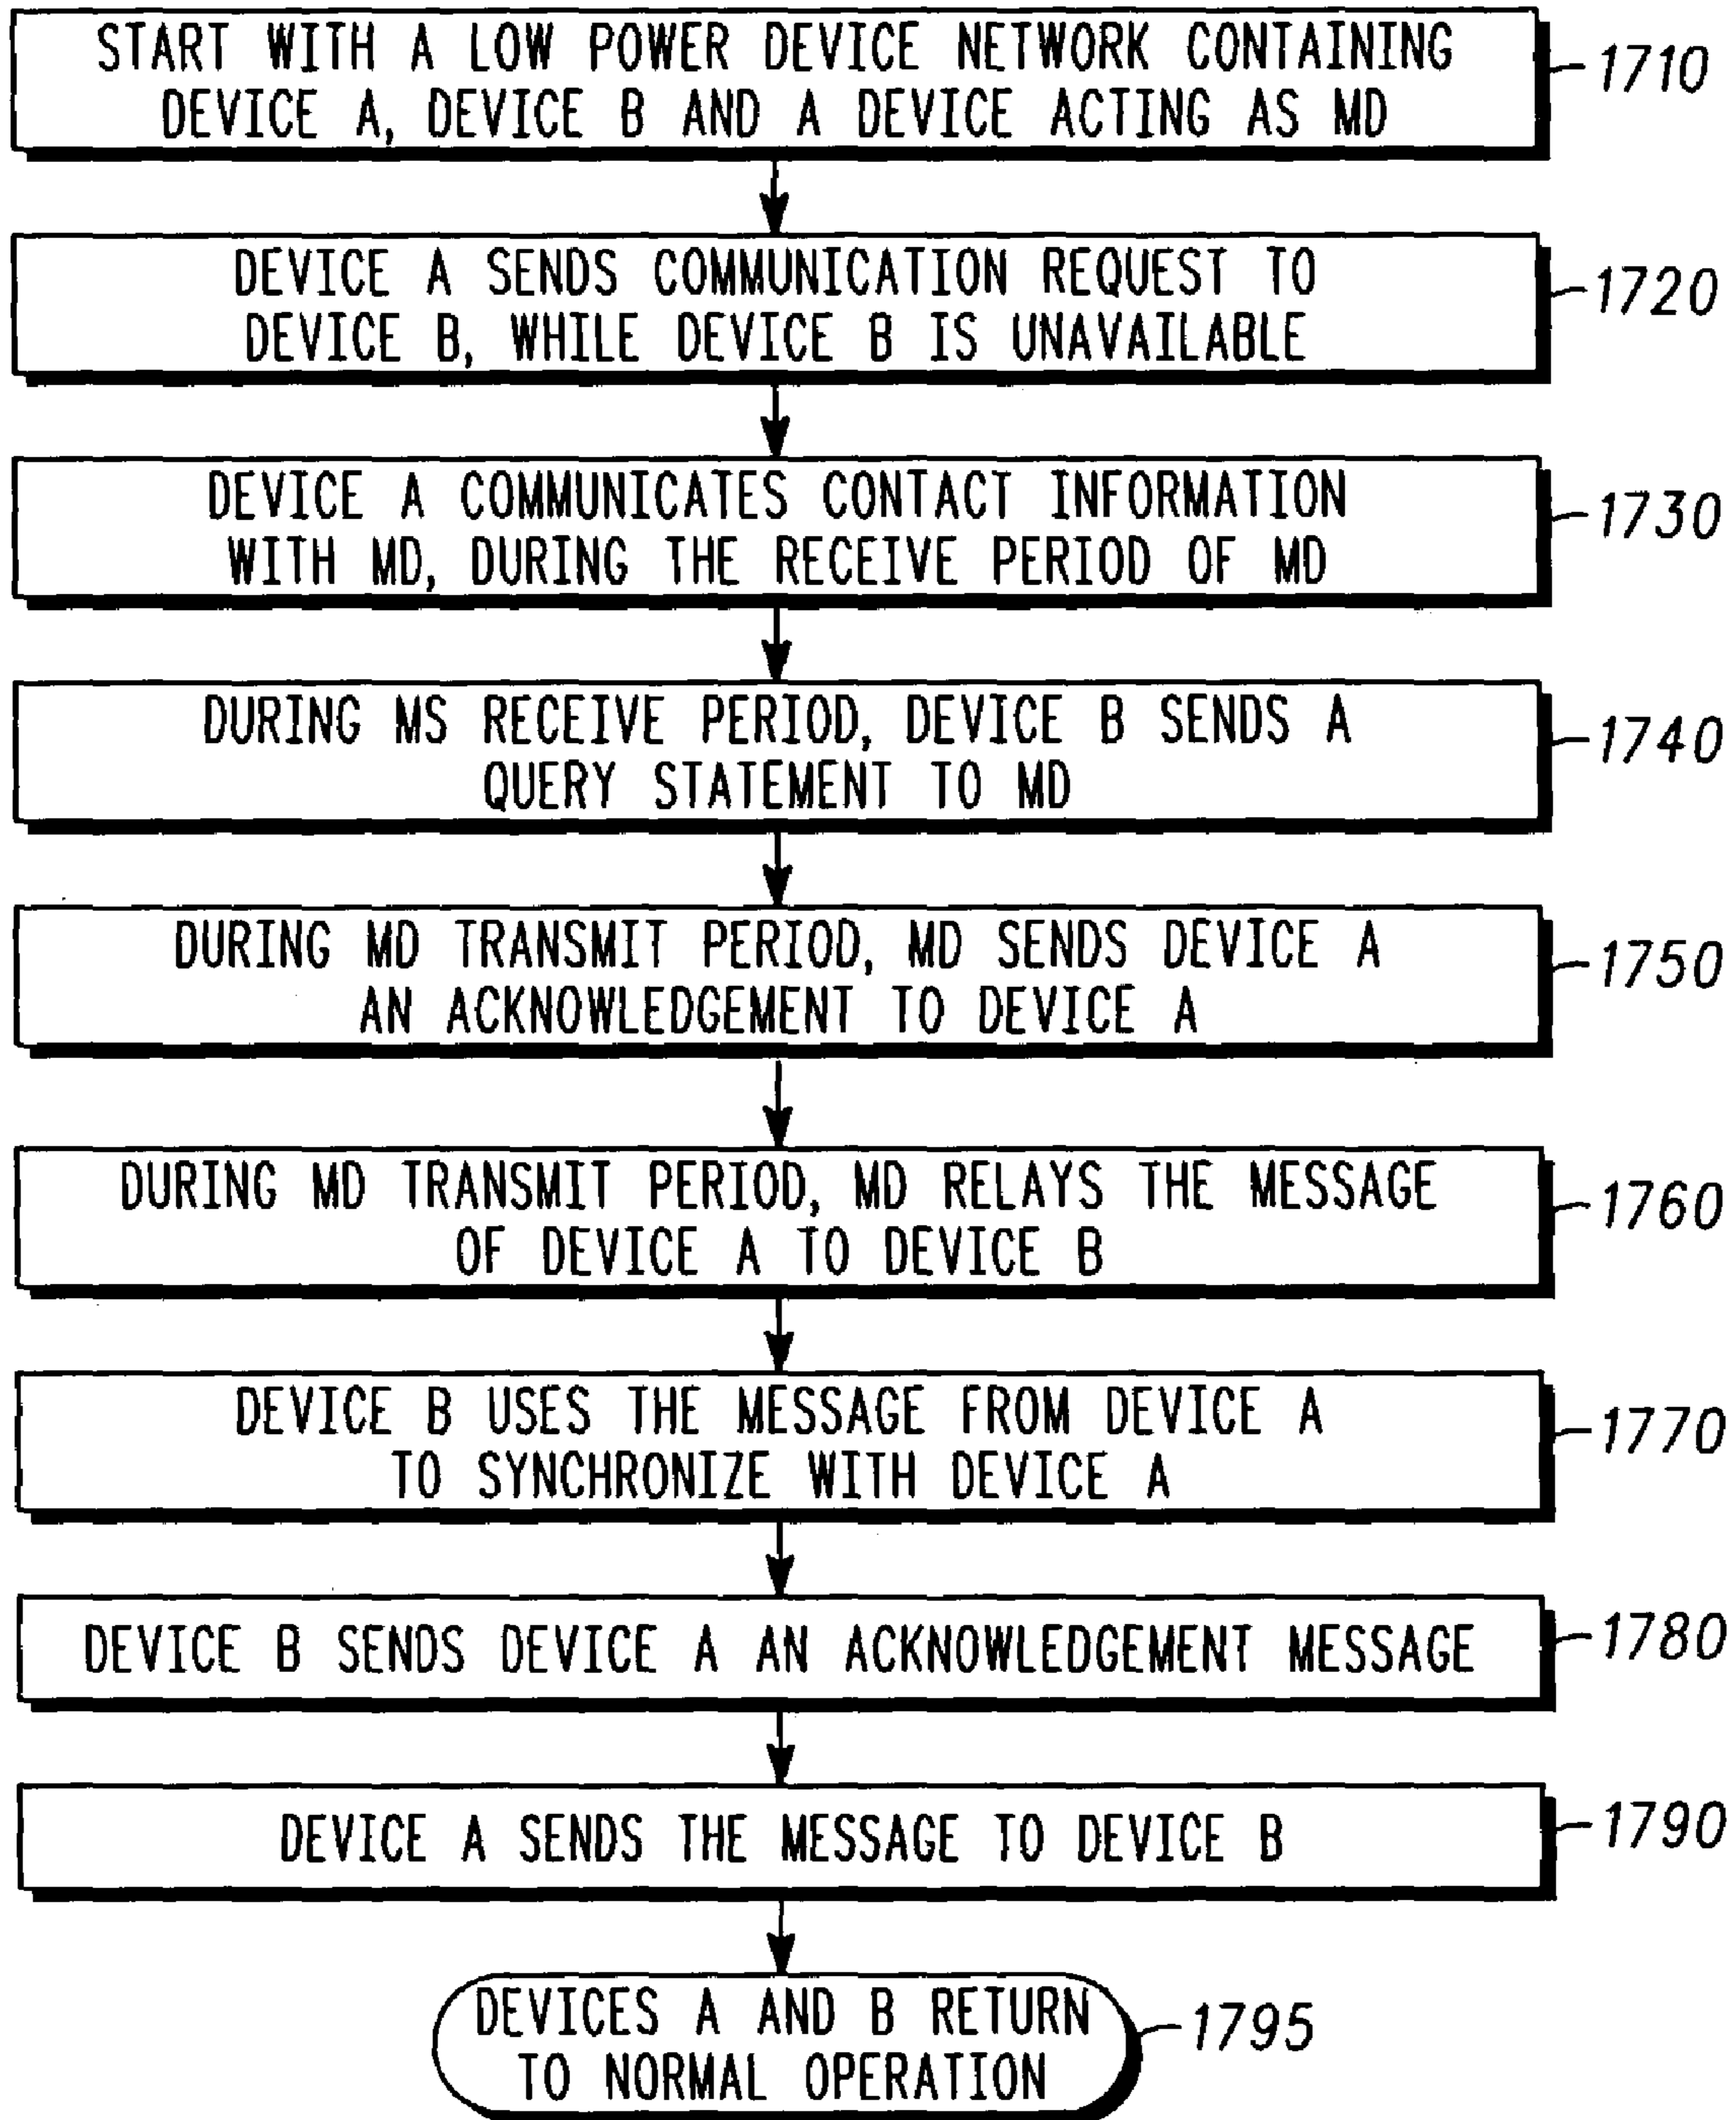 START WITH A LOW POWER DEVICE NETWORK CONTAINING
DEVICE A, DEVICE B AND A DEVICE ACTING AS MD
1710
DEVICE A SENDS COMMUNICATION REQUEST TO
DEVICE B, WHILE DEVICE B IS UNAVAILABLE
1720
DEVICE A COMMUNICATES CONTACT INFORMATION
WITH MD, DURING THE RECEIVE PERIOD OF MD
1730
DURING MS RECEIVE PERIOD, DEVICE B SENDS A
QUERY STATEMENT TO MD
1740
DURING MD TRANSMIT PERIOD, MD SENDS DEVICE A
AN ACKNOWLEDGEMENT TO DEVICE A
1750
DURING MD TRANSMIT PERIOD, MD RELAYS THE MESSAGE
OF DEVICE A TO DEVICE B
1760
DEVICE B USES THE MESSAGE FROM DEVICE A
TO SYNCHRONIZE WITH DEVICE A
1770
DEVICE B SENDS DEVICE A AN ACKNOWLEDGEMENT MESSAGE
1780
DEVICE A SENDS THE MESSAGE TO DEVICE B
1790
DEVICES A AND B RETURN
TO NORMAL OPERATION
1795